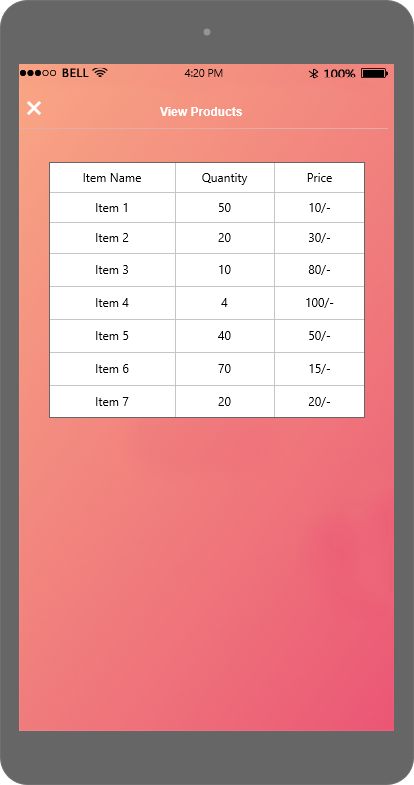 BELL 4:20 PM 100%
View Products
Item Name Quantity Price
Item 1 50 10/-
Item 2 20 30/-
Item 3 10 80/-
Item 4 4 100/-
Item 5 40 50/-
Item 6 70 15/-
Item 7 20 20/-